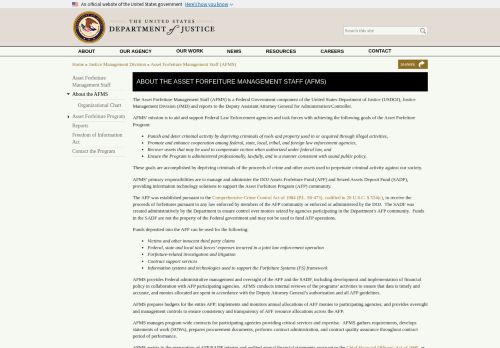 An official website of the United States government Here's how you know
THE UNITED STATES
DEPARTMENT of JUSTICE
Search this site
ABOUT OUR AGENCY OUR WORK NEWS RESOURCES CAREERS CONTACT
Home » Justice Management Division » Asset Forfeiture Management Staff (AFMS)
SHARE
Asset Forfeiture
Management Staff
About the AFMS
Organizational Chart
Asset Forfeiture Program
Reports
Freedom of Information
Act
Contact the Program
ABOUT THE ASSET FORFEITURE MANAGEMENT STAFF (AFMS)
The Asset Forfeiture Management Staff (AFMS) is a Federal Government component of the United States Department of Justice (USDOJ), Justice
Management Division (JMD) and reports to the Deputy Assistant Attorney General for Administration/Controller.
AFMS' mission is to aid and support Federal Law Enforcement agencies and task forces with achieving the following goals of the Asset Forfeiture
Program:
• Punish and deter criminal activity by depriving criminals of cash and property used in or acquired through illegal activities,
• Promote and enhance cooperation among federal, state, local, tribal, and foreign law enforcement agencies,
• Recover assets that may be used to compensate victims when authorized under federal law, and
• Ensure the Program is administered professionally, lawfully, and in a manner consistent with sound public policy.
These goals are accomplished by depriving criminals of the proceeds of crime and other assets used to perpetuate criminal activity against our society.
AFMS' primary responsibilities are to manage and administer the DOJ Assets Forfeiture Fund (AFF) and Seized Assets Deposit Fund (SADF),
providing information technology solutions to support the Asset Forfeiture Program (AFP) community.
The AFF was established pursuant to the Comprehensive Crime Control Act of 1984 (P.L. 98-473), codified in 28 U.S.C. § 524(c), to receive the
proceeds of forfeitures pursuant to any law enforced by members of the AFP community or enforced or administered by the DOJ. The SADF was
created administratively by the Department to ensure control over monies seized by agencies participating in the Department's AFP community. Funds
in the SADF are not the property of the Federal Government and may not be used to fund AFP operations.
Funds deposited into the AFF can be used for the following:
• Victims and other innocent third party claims
• Federal, state and local task forces' expenses incurred in a joint law enforcement operation
• Forfeiture-related investigation and litigation
• Contract support services
• Information systems and technologies used to support the Forfeiture Systems (FS) framework
AFMS provides Federal administrative management and oversight of the AFF and the SADF, including development and implementation of financial
policy in collaboration with AFP participating agencies. AFMS conducts internal reviews of the programs' activities to ensure that data is timely and
accurate, and monies allocated are spent in accordance with the Deputy Attorney General's authorization and all AFF guidelines.
AFMS prepares budgets for the entire AFP; implements and monitors annual allocations of AFF monies to participating agencies; and provides oversight
and management controls to ensure consistency and transparency of AFF resource allocations across the AFP.
AFMS manages program-wide contracts for participating agencies providing critical services and expertise. AFMS gathers requirements, develops
statements of work (SOWs), prepares procurement documents, performs contract administration, and contract quality assurance throughout contract
period of performance.